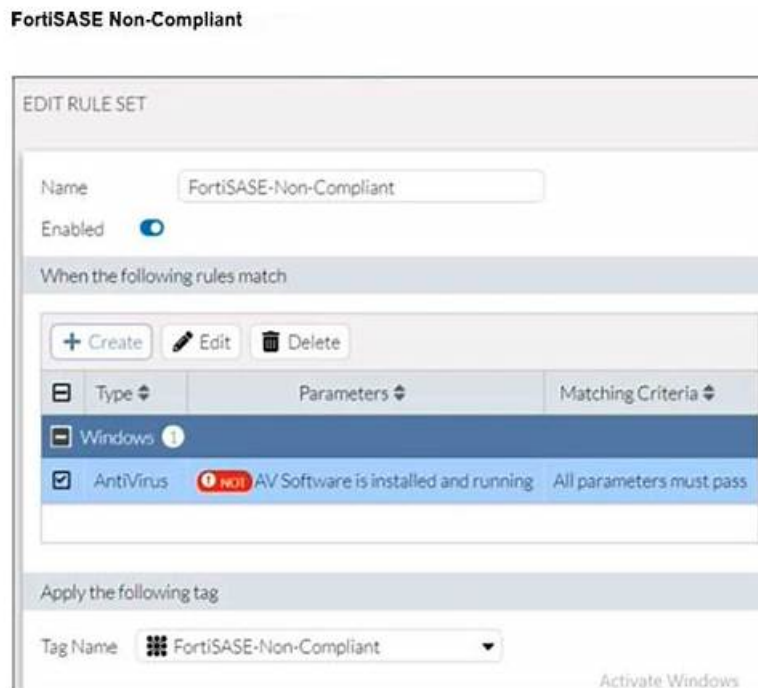 FortiSASE Non-Compliant
EDIT RULE SET
Name FortiSASE-Non-Compliant
Enabled
When the following rules match
+ Create Edit Delete
Type Parameters Matching Criteria
Windows 1
AntiVirus NOT AV Software is installed and running All parameters must pass
Apply the following tag
Tag Name FortiSASE-Non-Compliant
Activate Windows